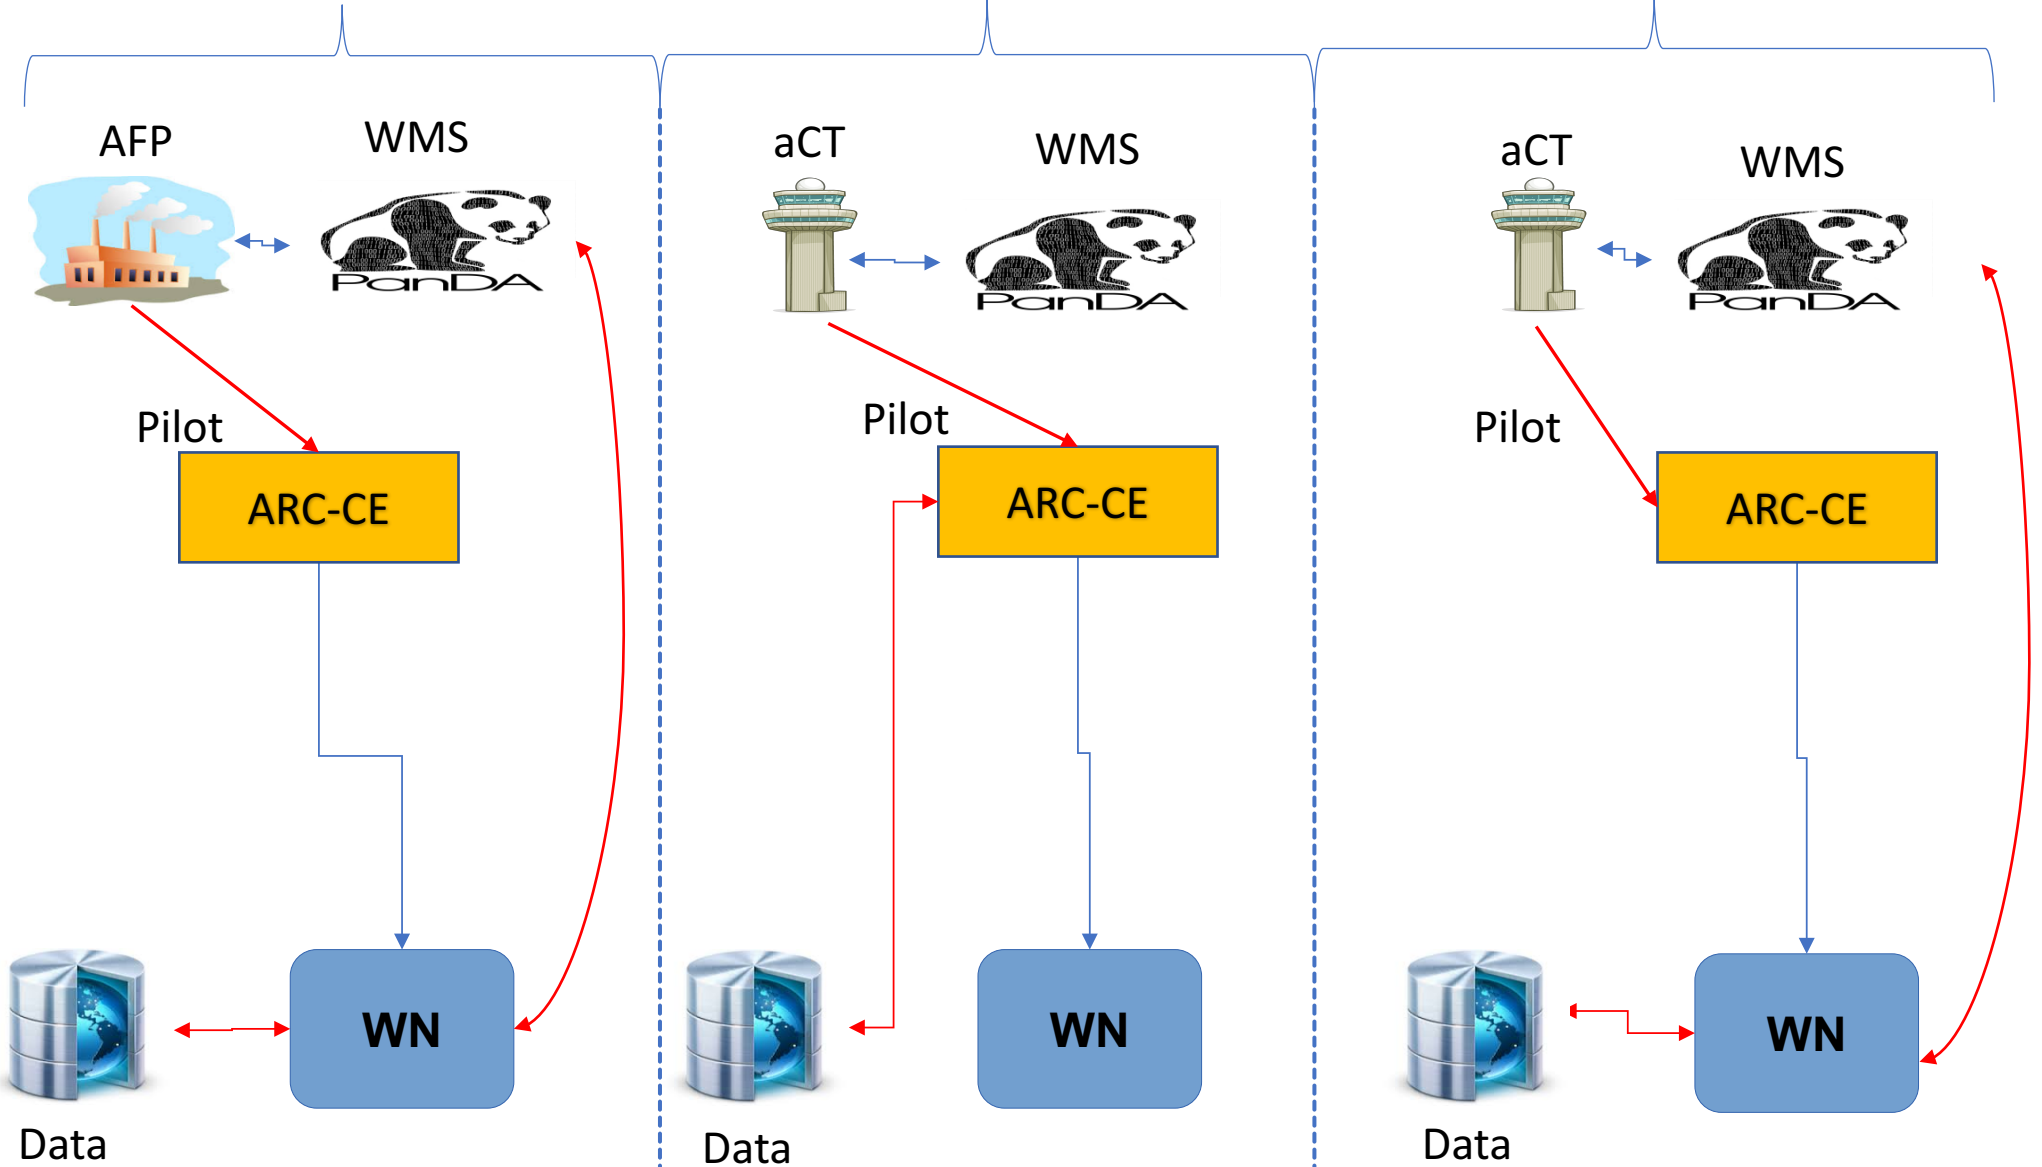 AFP
WMS
PanDA
Pilot
ARC-CE
WN
Data
aCT
WMS
PanDA
Pilot
ARC-CE
WN
Data
aCT
WMS
PanDA
Pilot
ARC-CE
WN
Data